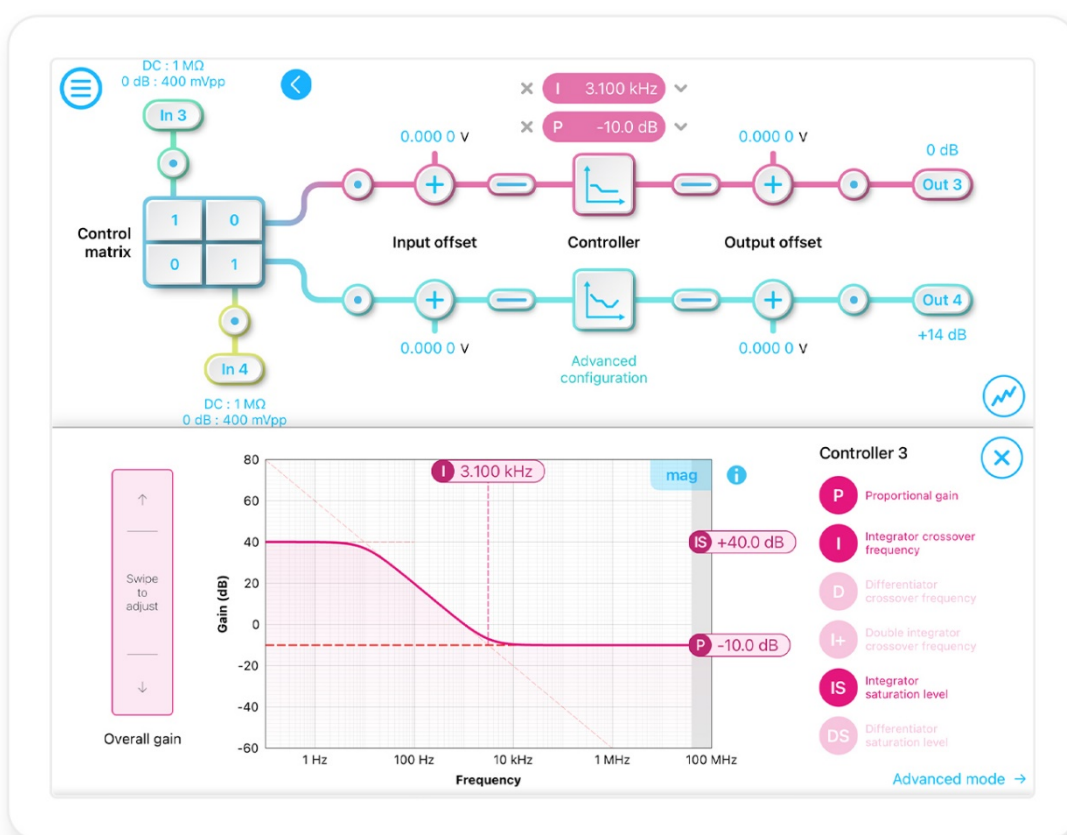 DC : 1 MΩ
0 dB : 400 mVpp
In 3
I 3.100 kHz
P -10.0 dB
0.000 0 V
0.000 0 V
0 dB
Out 3
Control
matrix
1 0
0 1
Input offset
Controller
Output offset
Out 4
+14 dB
0.000 0 V
0.000 0 V
Advanced
configuration
In 4
DC : 1 MΩ
0 dB : 400 mVpp
Swipe
to
adjust
Overall gain
Gain (dB)
80
60
40
20
0
-20
-40
-60
I 3.100 kHz
mag
i
IS +40.0 dB
P -10.0 dB
1 Hz
100 Hz
10 kHz
1 MHz
100 MHz
Frequency
Controller 3
P Proportional gain
I Integrator crossover
frequency
D Differentiator
crossover frequency
I+ Double integrator
crossover frequency
IS Integrator
saturation level
DS Differentiator
saturation level
Advanced mode →